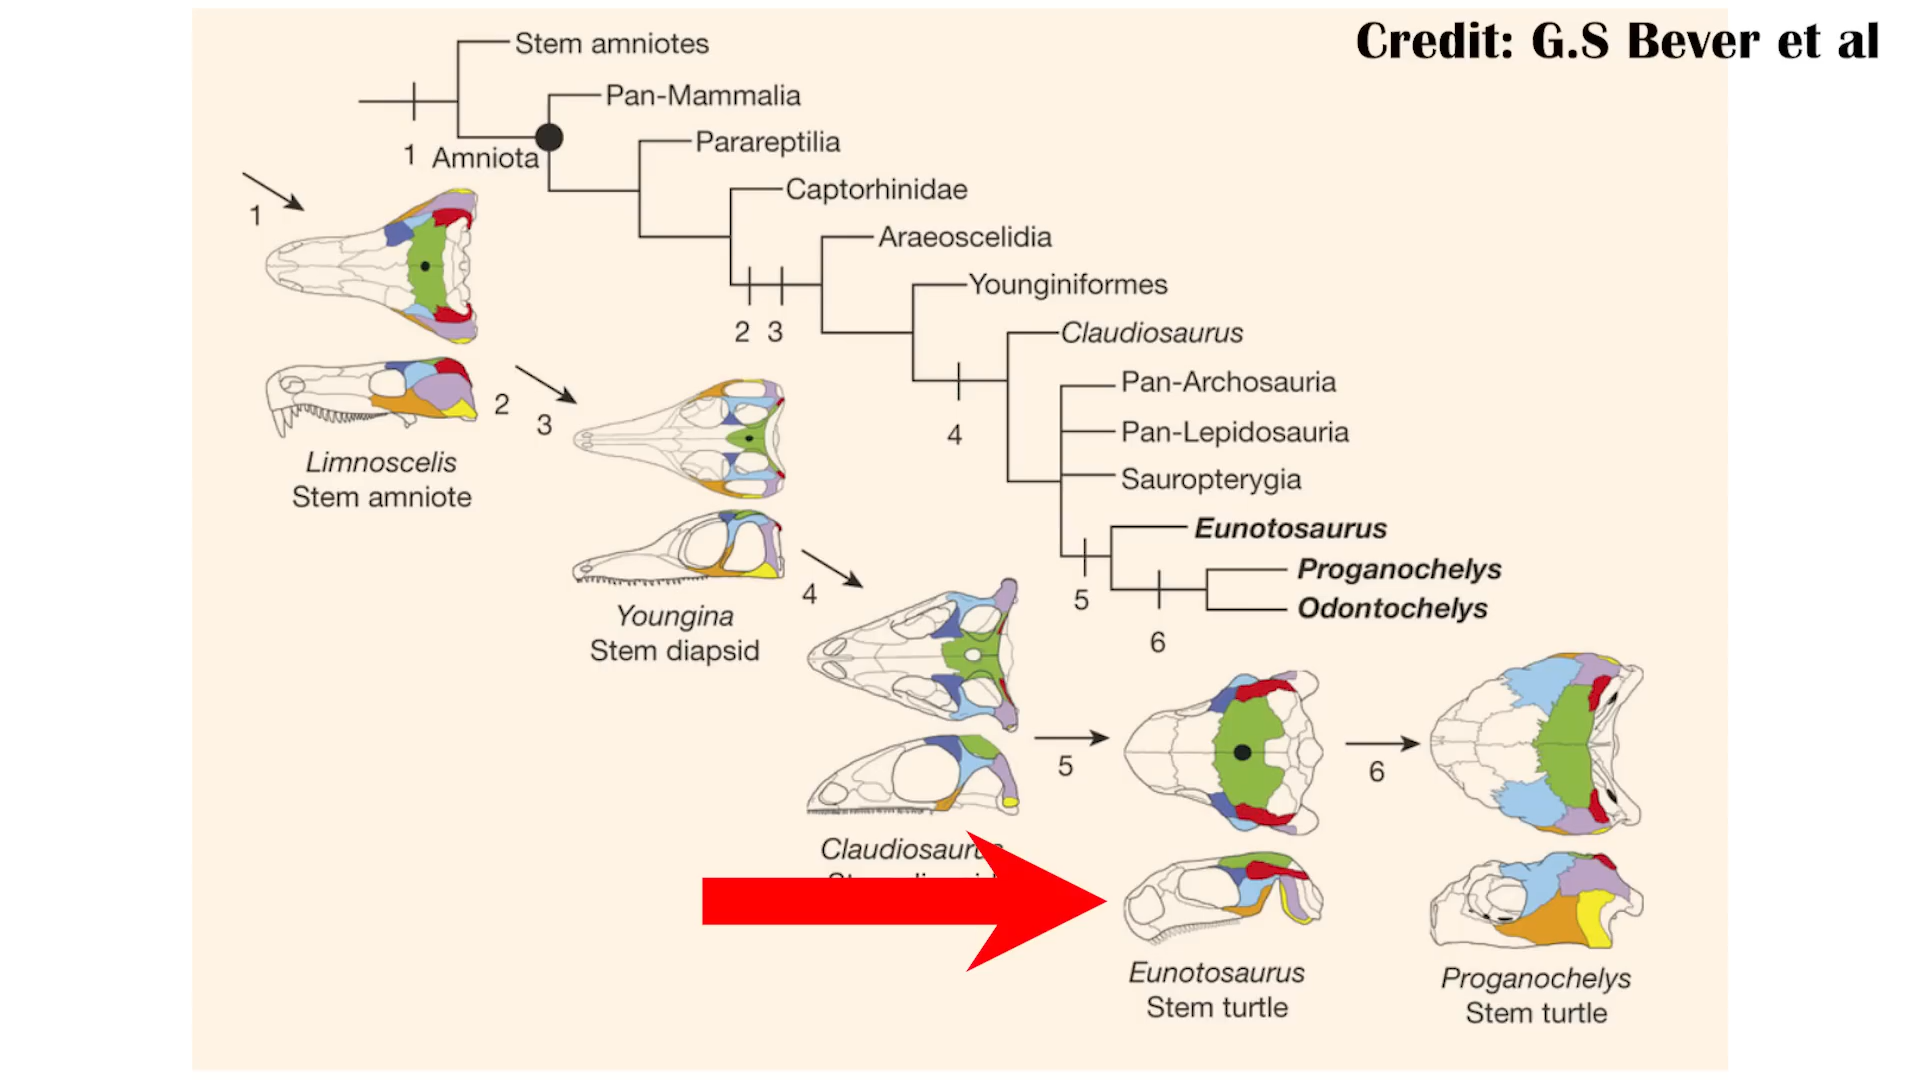 Credit: G.S Bever et al
Stem amniotes
Pan-Mammalia
Parareptilia
1 Amniota
Captorhinidae
1
Araeoscelidia
Younginiformes
2 3
Claudiosaurus
Pan-Archosauria
2
3
4
Pan-Lepidosauria
Limnoscelis
Stem amniote
Sauropterygia
Eunotosaurus
Proganochelys
4
5
Odontochelys
Youngina
Stem diapsid
6
5
6
Claudiosaurus
Eunotosaurus
Stem turtle
Proganochelys
Stem turtle